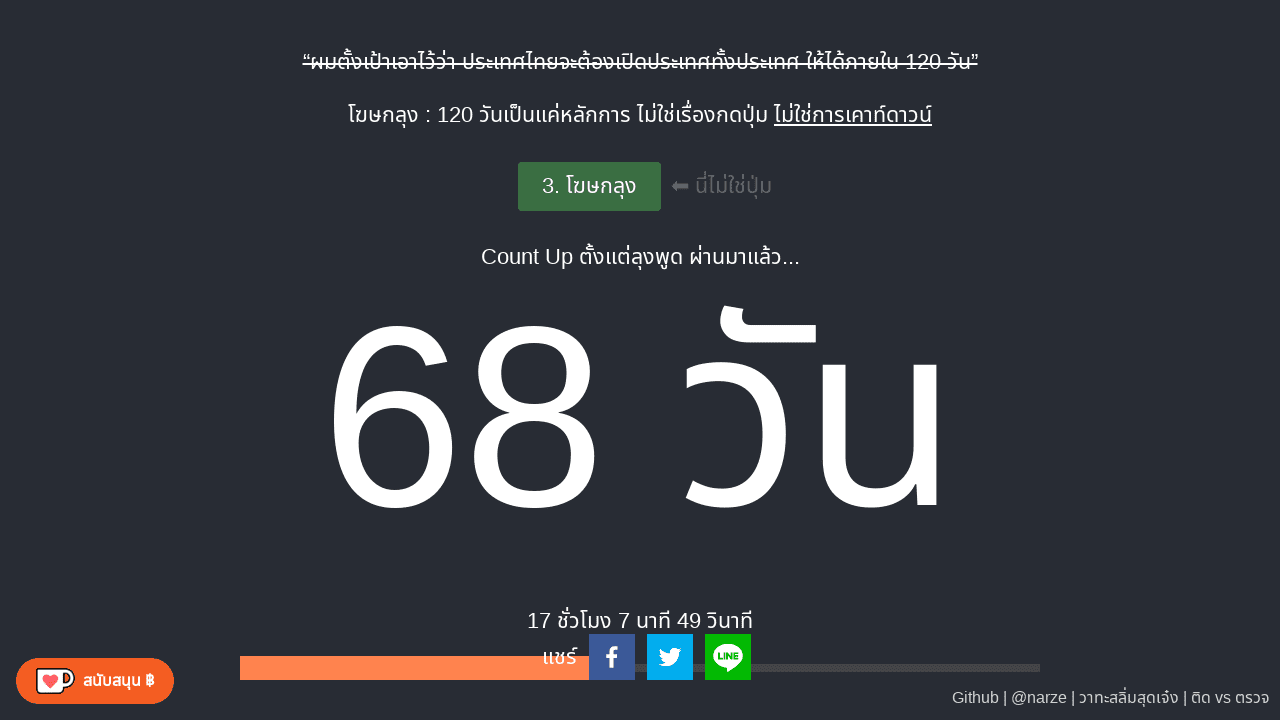 “ผมตั้งเป้าเอาไว้ว่า ประเทศไทยจะต้องเปิดประเทศทั้งประเทศ ให้ได้ภายใน 120 วัน”
โฆษกลุง : 120 วันเป็นแค่หลักการ ไม่ใช่เรื่องกดปุ่ม ไม่ใช่การเคาท์ดาวน์
3. โฆษกลุง ⬅ นี่ไม่ใช่ปุ่ม
Count Up ตั้งแต่ลุงพูด ผ่านมาแล้ว...
68 วัน
17 ชั่วโมง 7 นาที 49 วินาที
แชร์
LINE
สนับสนุน ฿
Github | @narze | วาทะสลิ่มสุดเจ๋ง | ติด vs ตรวจ